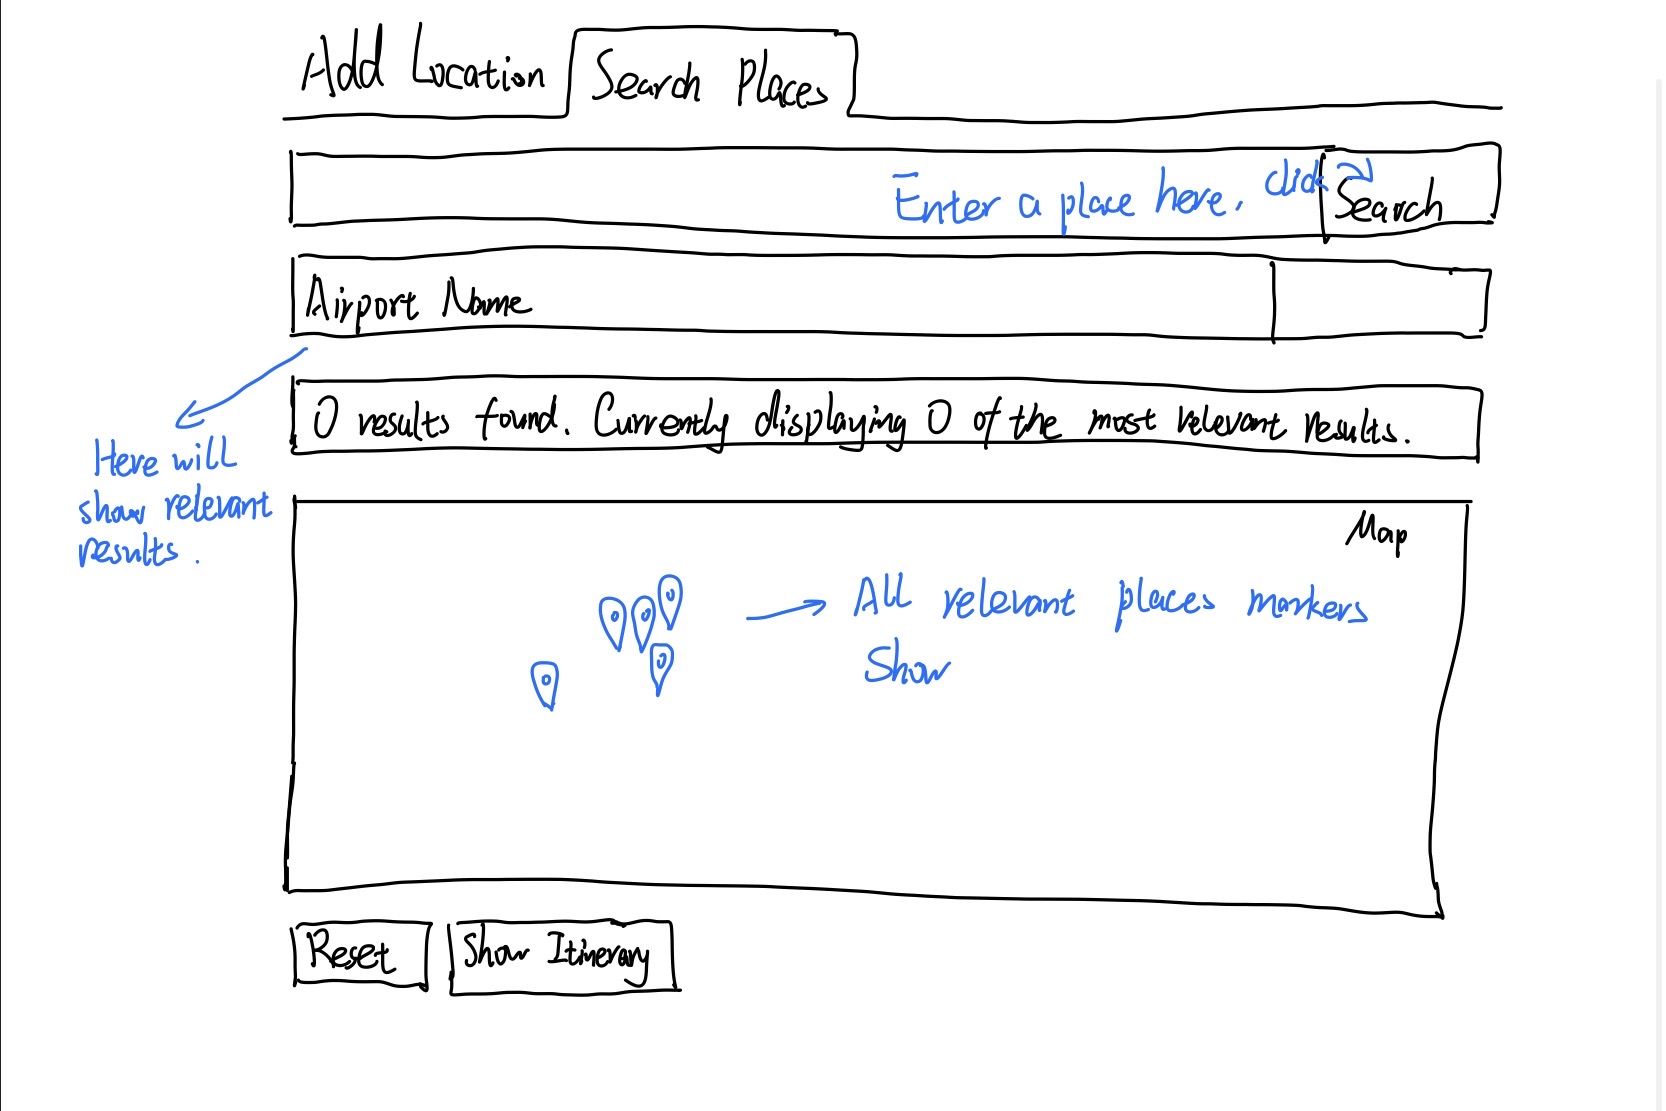 Add Location
Search Places
Enter a place here, click
Search
Airport Name
0 results found. Currently displaying 0 of the most relevant results.
Here will
show relevant
results.
Map
All relevant places markers
Show
Reset
Show Itinerary